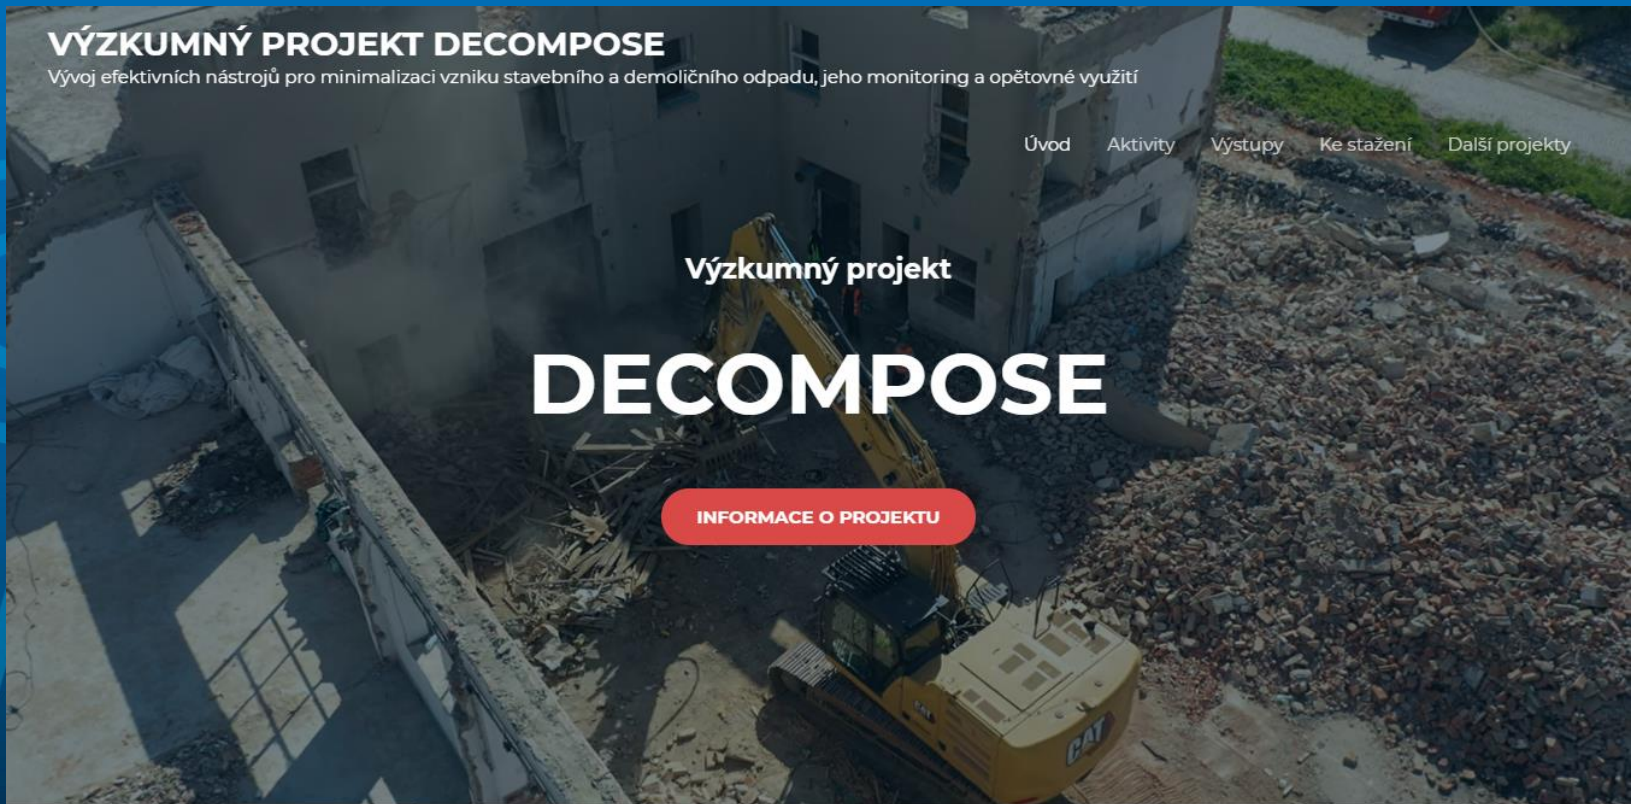 VÝZKUMNÝ PROJEKT DECOMPOSE
Vývoj efektivních nástrojů pro minimalizaci vzniku stavebního a demoličního odpadu, jeho monitoring a opětovné využití
Úvod Aktivity Výstupy Ke stažení Další projekty
Výzkumný projekt
DECOMPOSE
INFORMACE O PROJEKTU
CAT
CAT